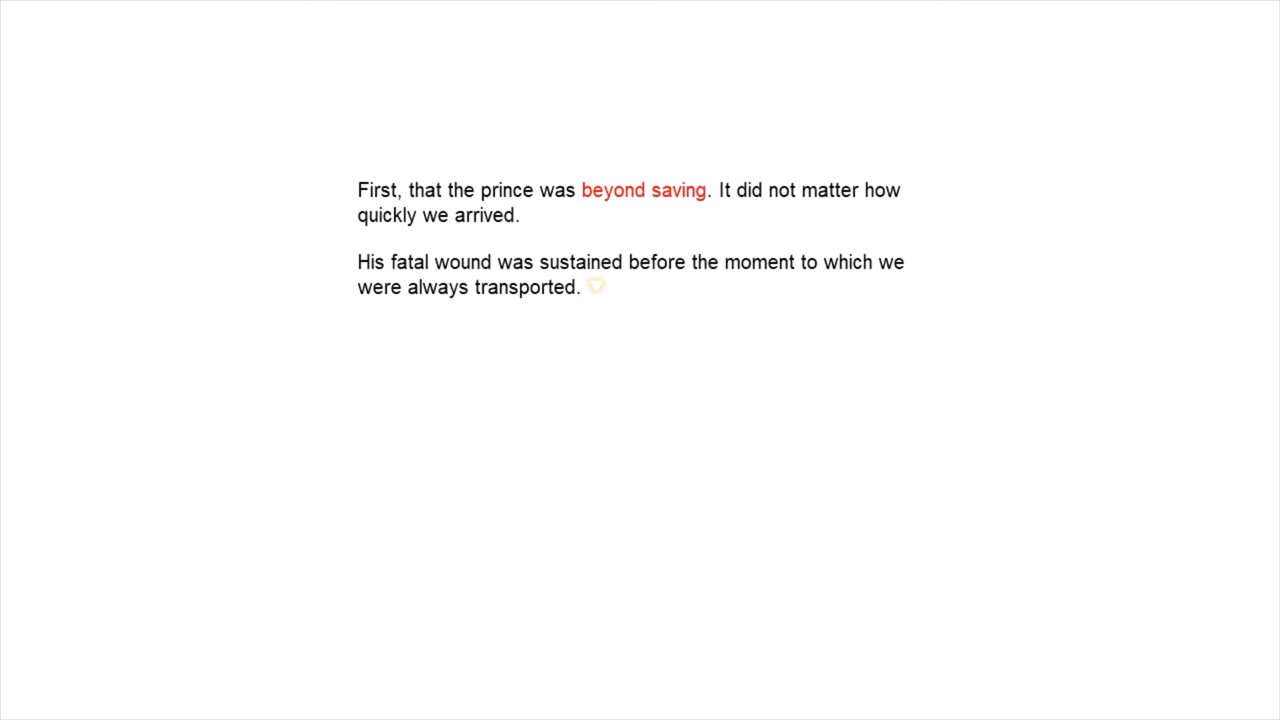 First, that the prince was beyond saving. It did not matter how
quickly we arrived.
His fatal wound was sustained before the moment to which we
were always transported.